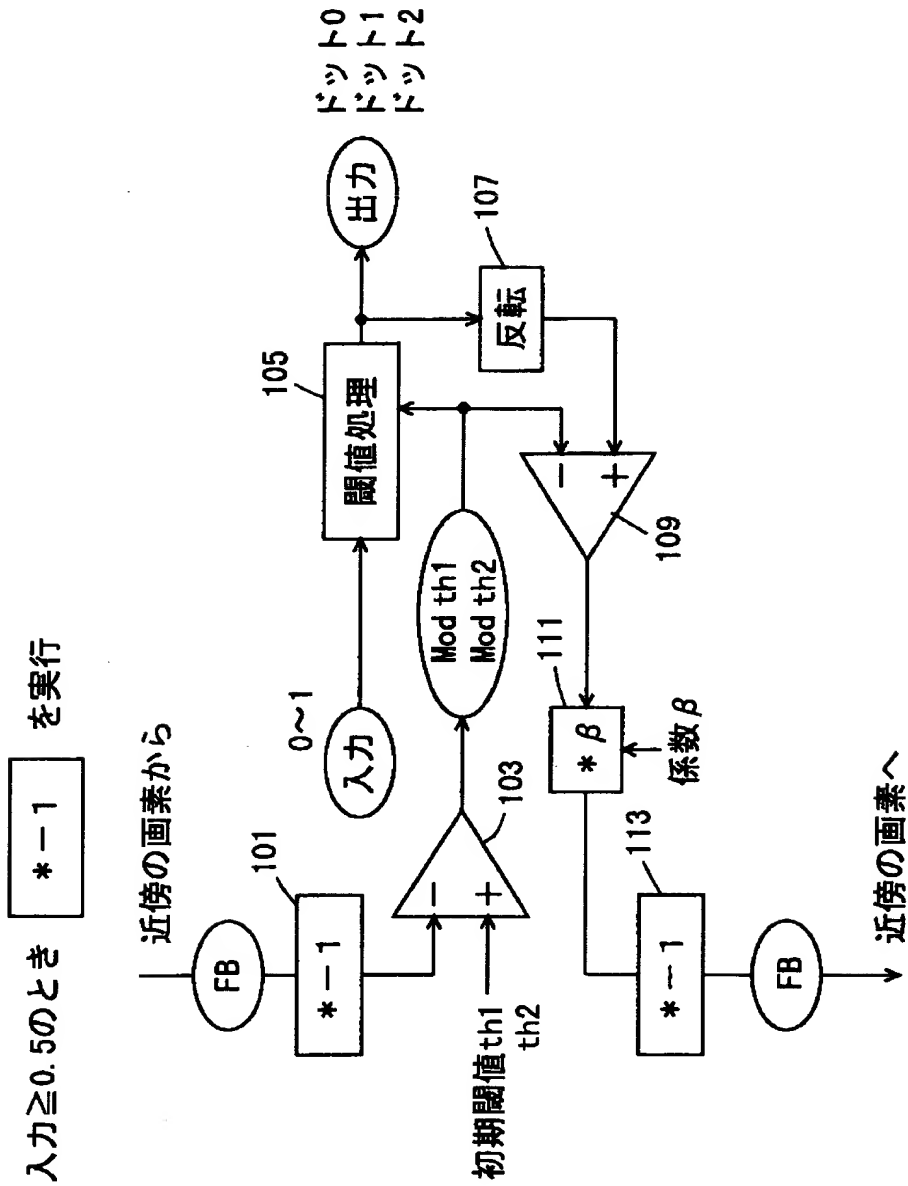 入力≧0.5のとき
*－1
を実行
近傍の画素から
FB
101
*－1
－
＋
初期閾値th1
th2
103
0～1
入力
Mod th1
Mod th2
105
閾値処理
出力
ドット0
ドット1
ドット2
107
反転
－
＋
109
111
*β
係数β
113
*－1
FB
近傍の画素へ